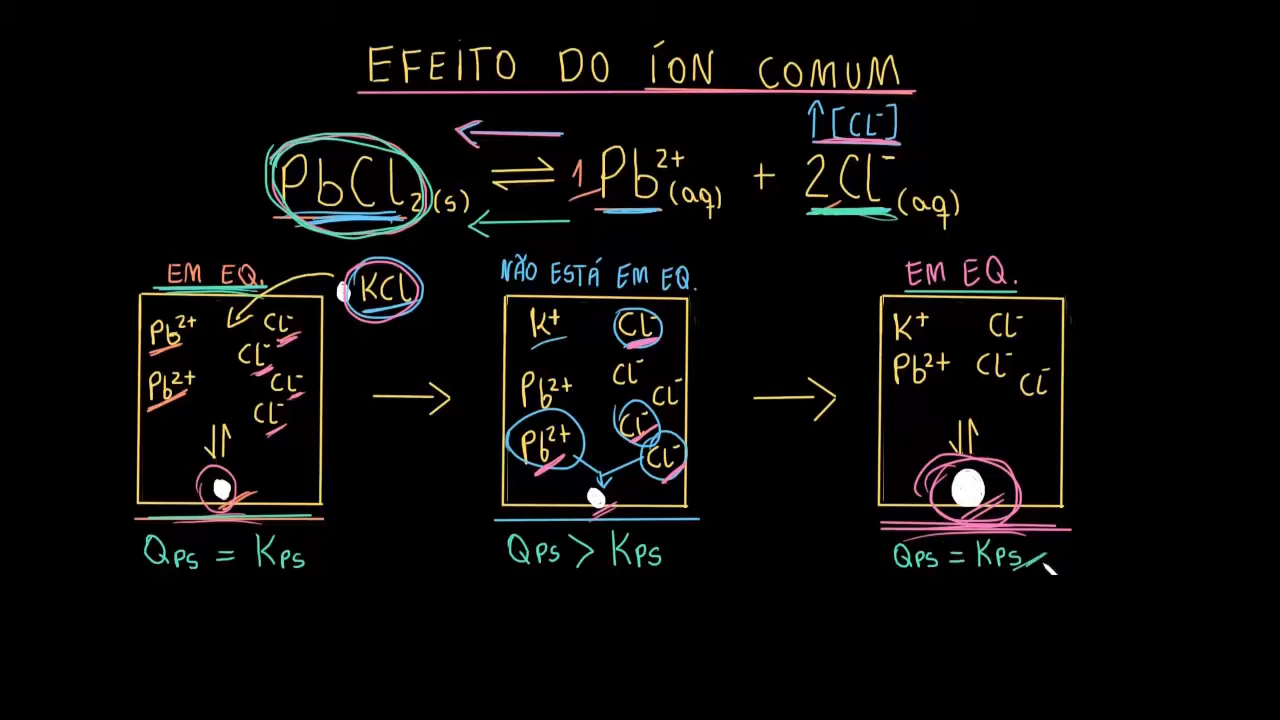 EFEITO DO ÍON COMUM
↑[Cl⁻]
PbCl₂(s) ⇌ 1Pb²⁺(aq) + 2Cl⁻(aq)
EM EQ.
KCl
Pb²⁺ Cl⁻
Cl⁻
Pb²⁺ Cl⁻
Cl⁻
Qps = Kps
NÃO ESTÁ EM EQ.
K⁺ Cl⁻
Pb²⁺ Cl⁻
Cl⁻
Pb²⁺ Cl⁻
Cl⁻
Qps > Kps
EM EQ.
K⁺ Cl⁻
Pb²⁺ Cl⁻
Cl⁻
Qps = Kps